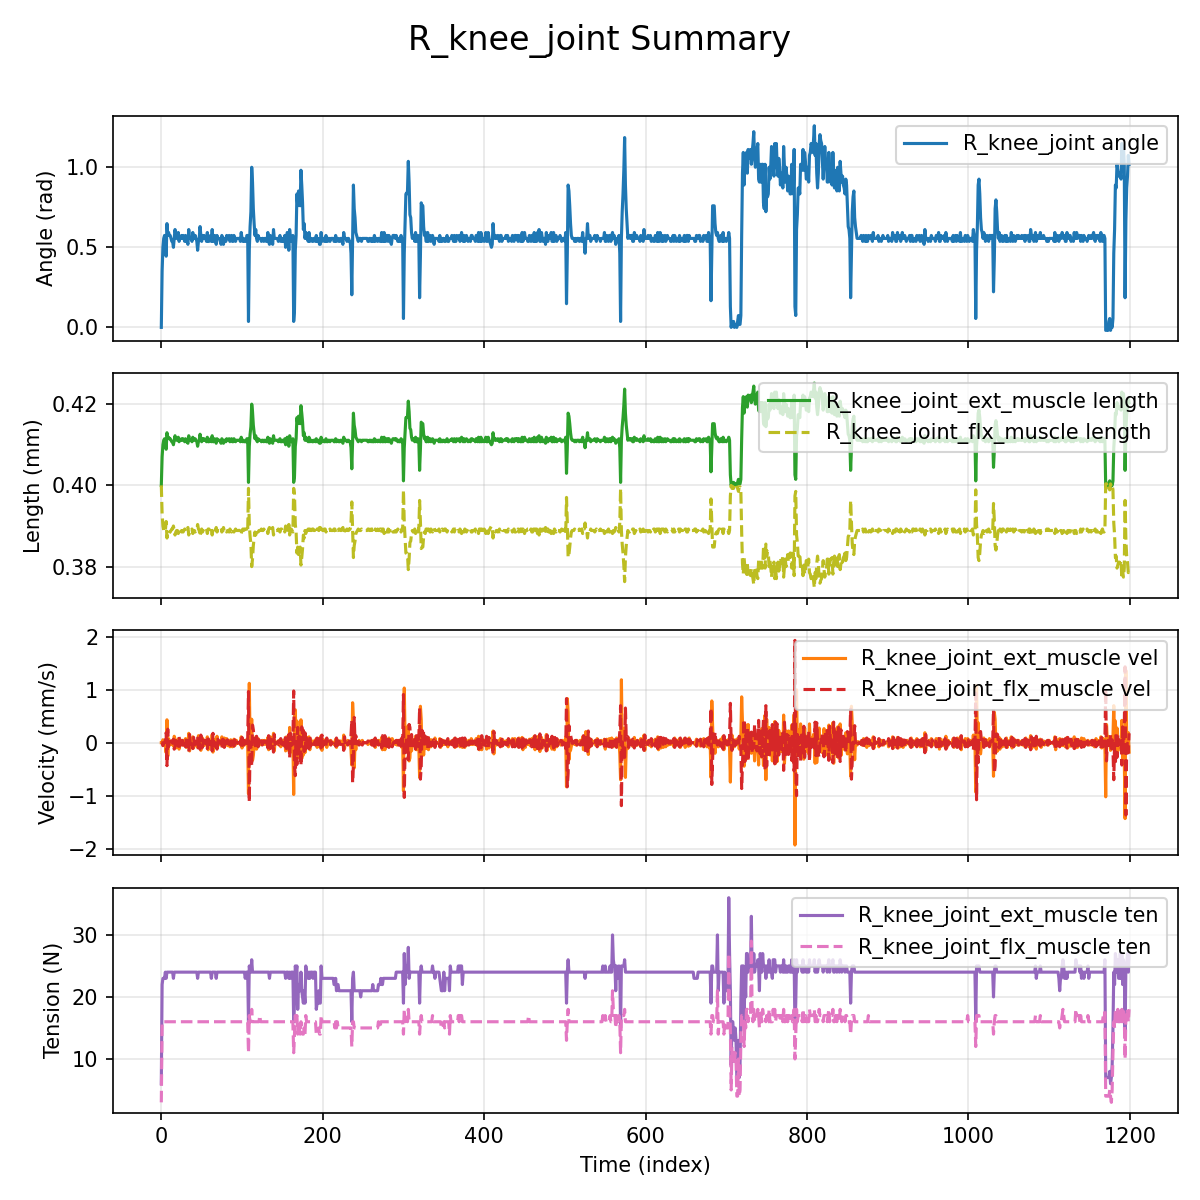 R_knee_joint Summary
1.0
0.5
0.0
Angle (rad)
R_knee_joint angle
0.42
0.40
0.38
Length (mm)
R_knee_joint_ext_muscle length
R_knee_joint_flx_muscle length
2
1
0
−1
−2
Velocity (mm/s)
R_knee_joint_ext_muscle vel
R_knee_joint_flx_muscle vel
30
20
10
Tension (N)
R_knee_joint_ext_muscle ten
R_knee_joint_flx_muscle ten
0 200 400 600 800 1000 1200
Time (index)